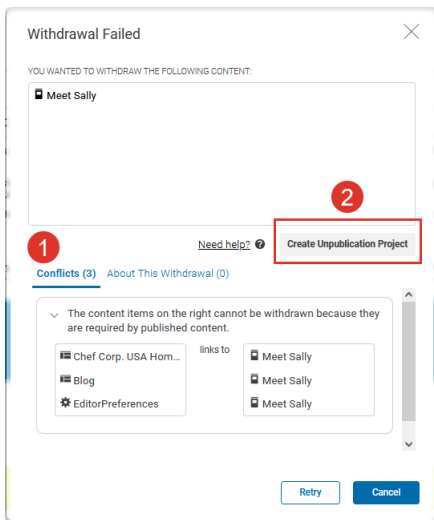 Withdrawal Failed
YOU WANTED TO WITHDRAW THE FOLLOWING CONTENT:
Meet Sally
2
1
Need help?
Create Unpublication Project
Conflicts (3) About This Withdrawal (0)
The content items on the right cannot be withdrawn because they
are required by published content.
Chef Corp. USA Hom... links to Meet Sally
Blog Meet Sally
EditorPreferences Meet Sally
Retry Cancel